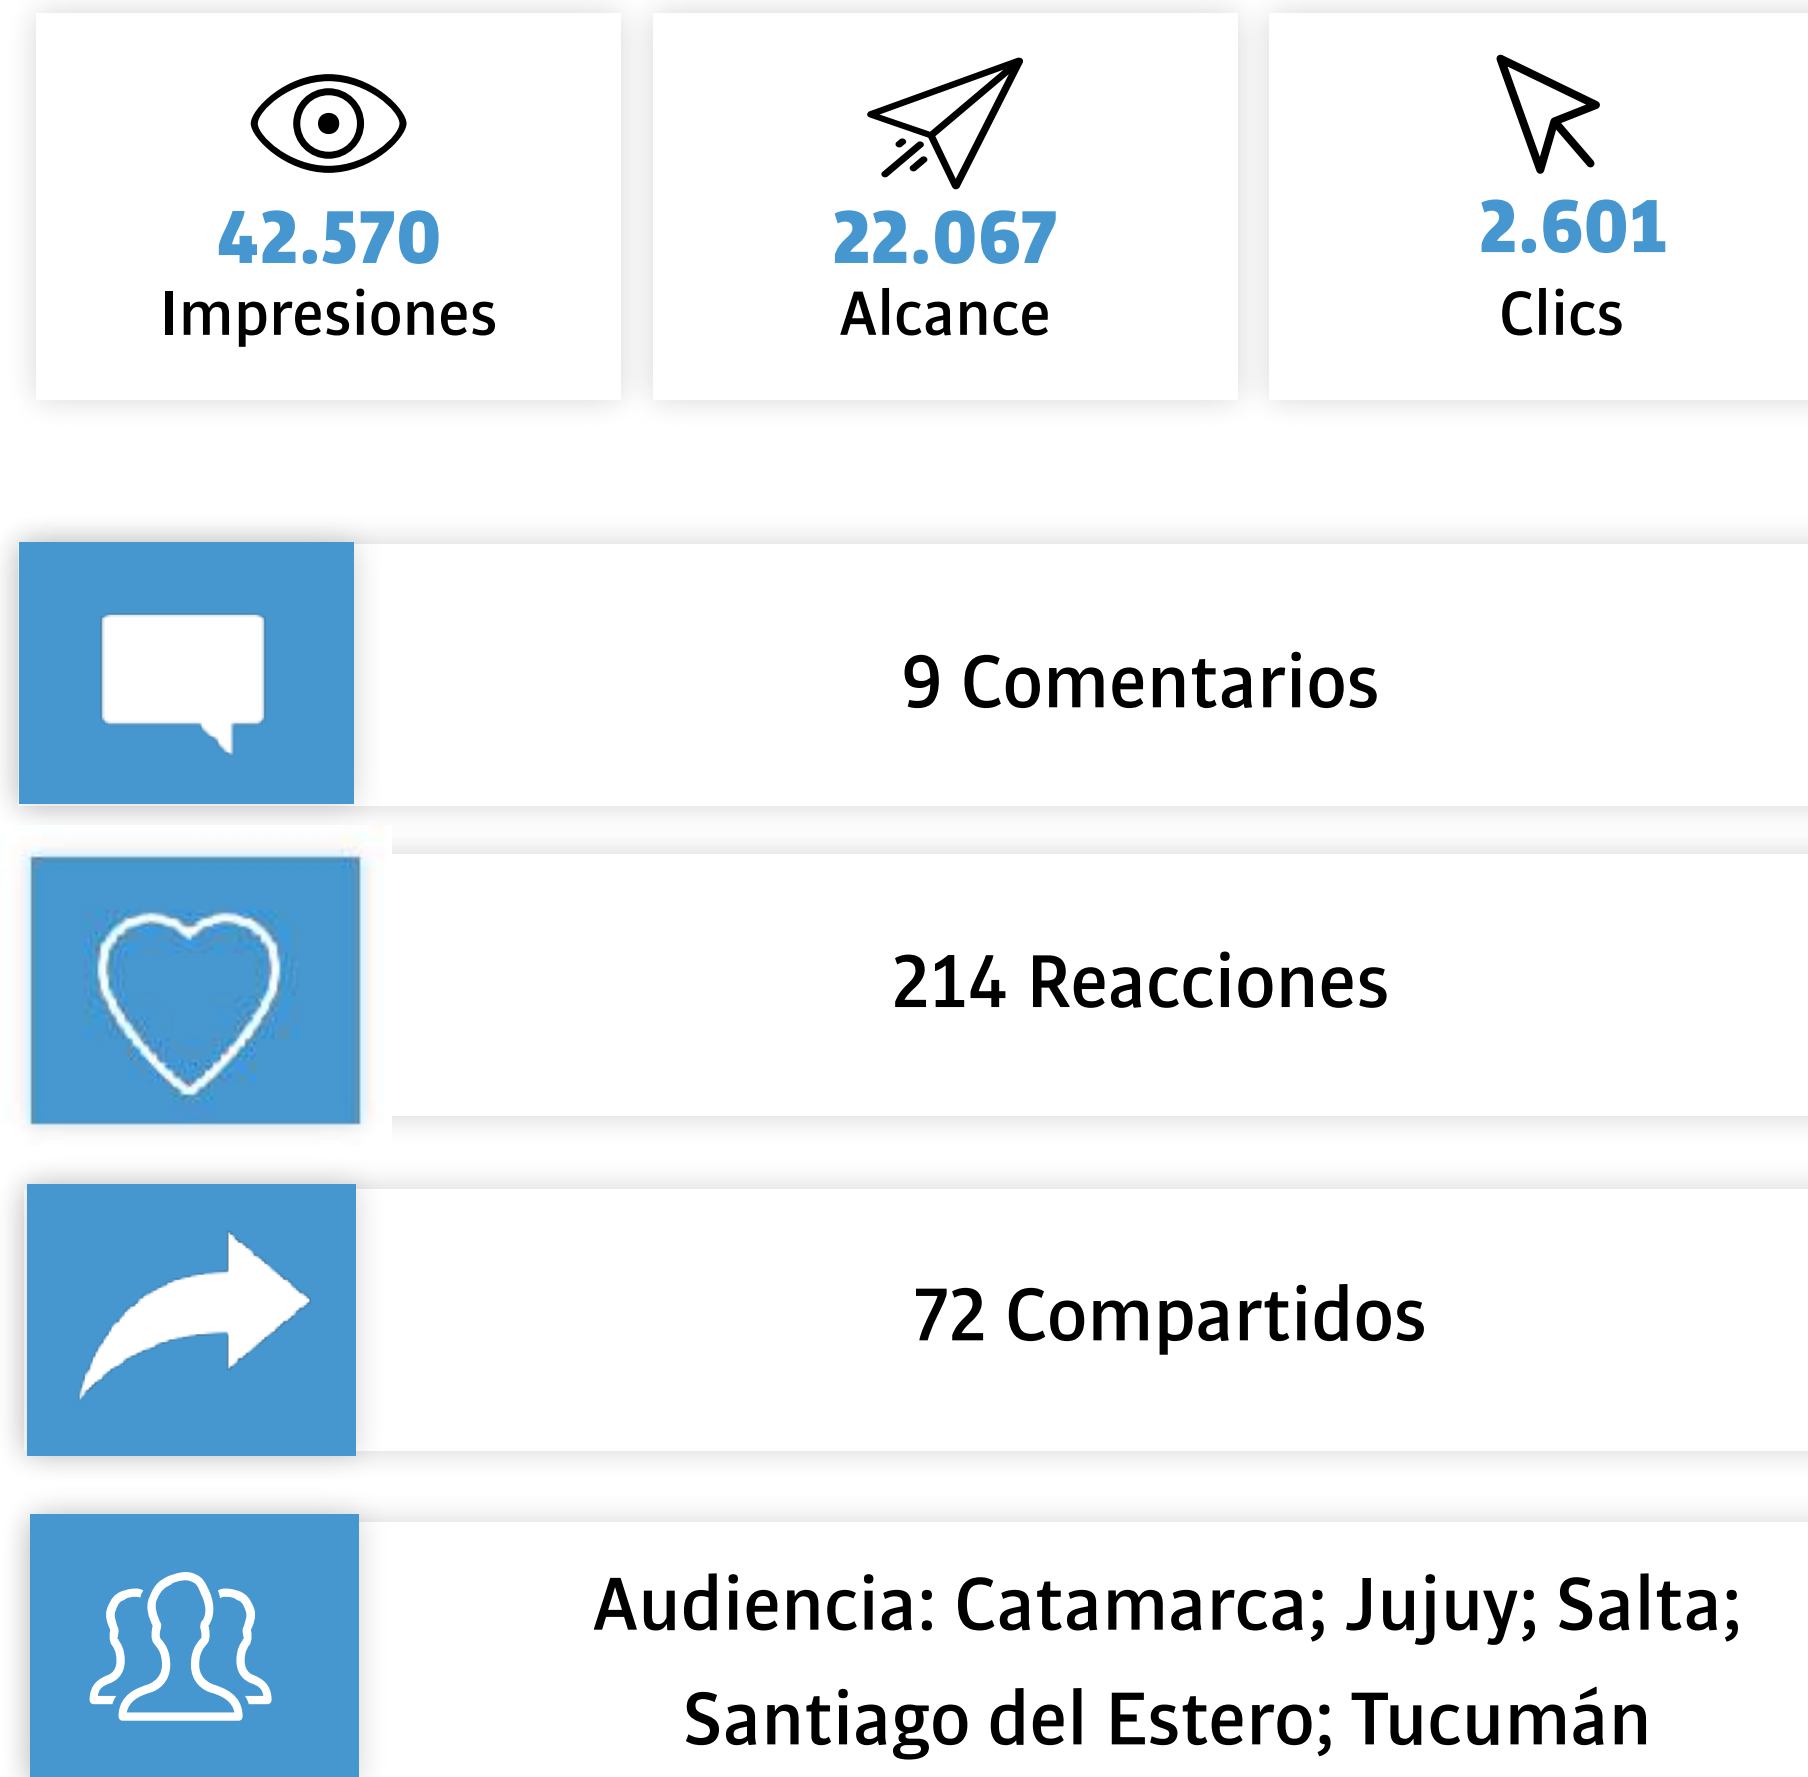 42.570
Impresiones
22.067
Alcance
2.601
Clics
9 Comentarios
214 Reacciones
72 Compartidos
Audiencia: Catamarca; Jujuy; Salta;
Santiago del Estero; Tucumán